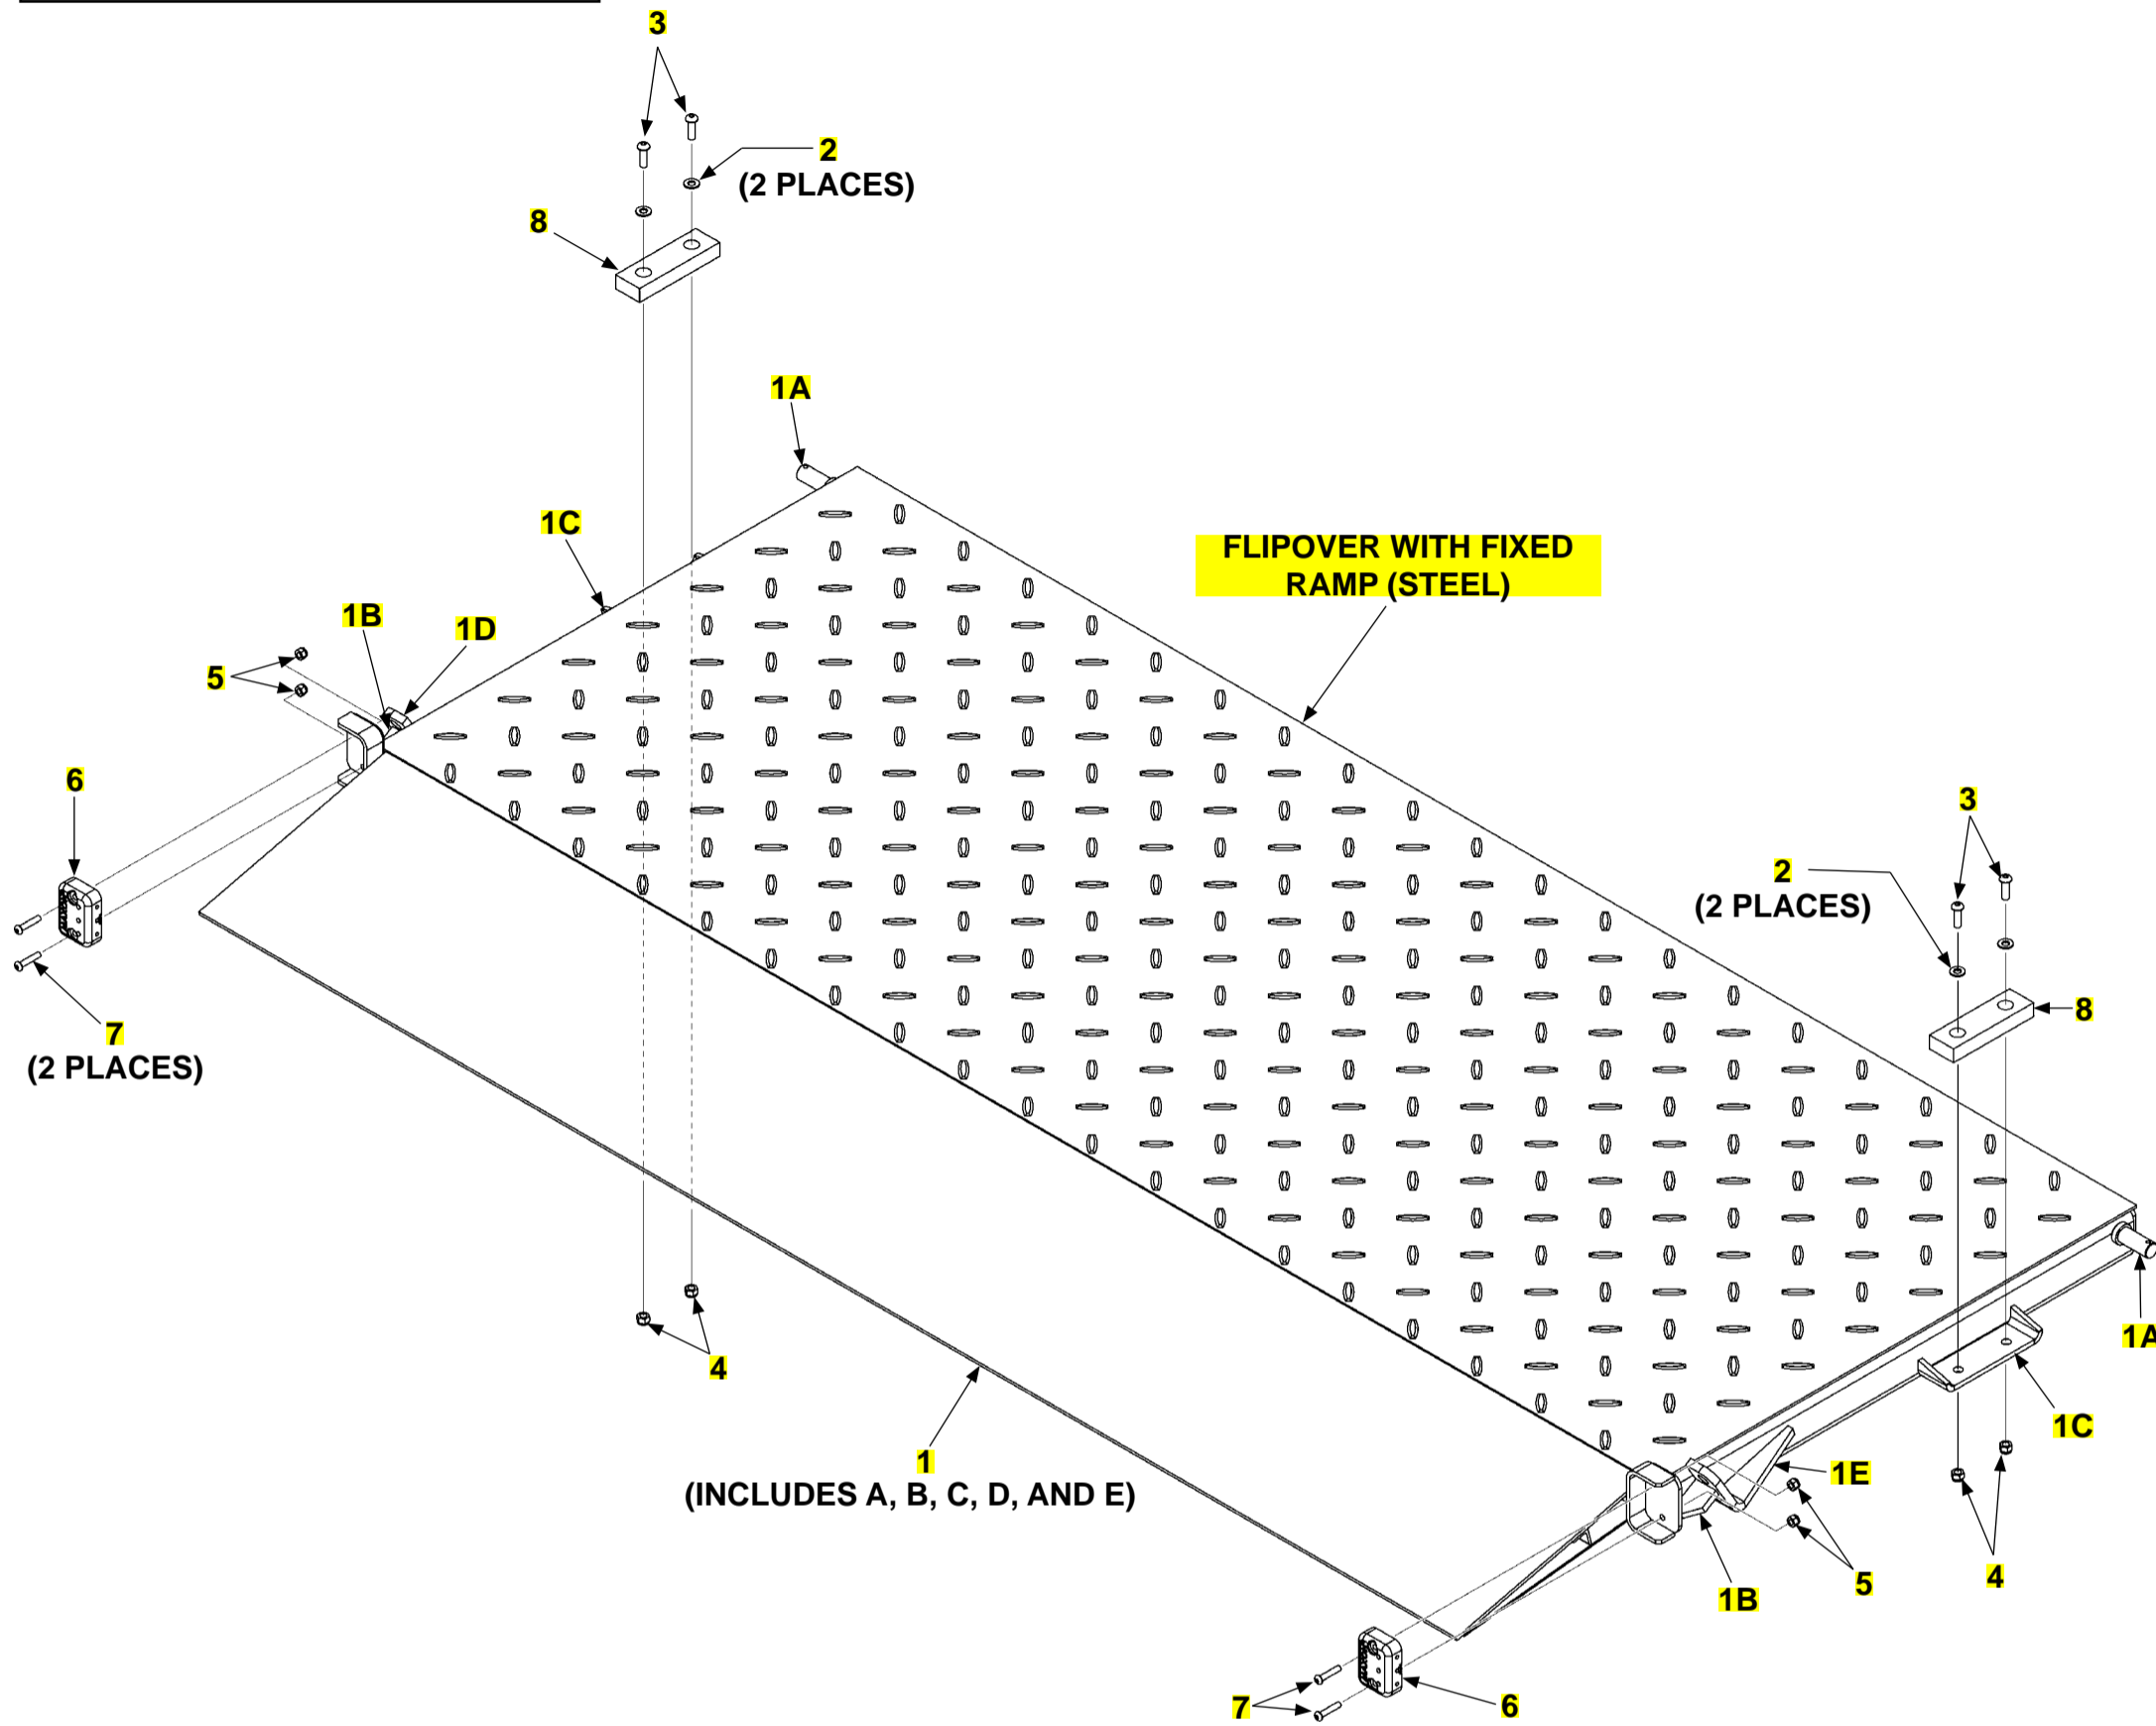 3
2
(2 PLACES)
8
1A
1C
FLIPOVER WITH FIXED
RAMP (STEEL)
1B
1D
5
6
3
2
(2 PLACES)
8
7
(2 PLACES)
1A
4
1C
1
(INCLUDES A, B, C, D, AND E)
1E
5
4
1B
7
6